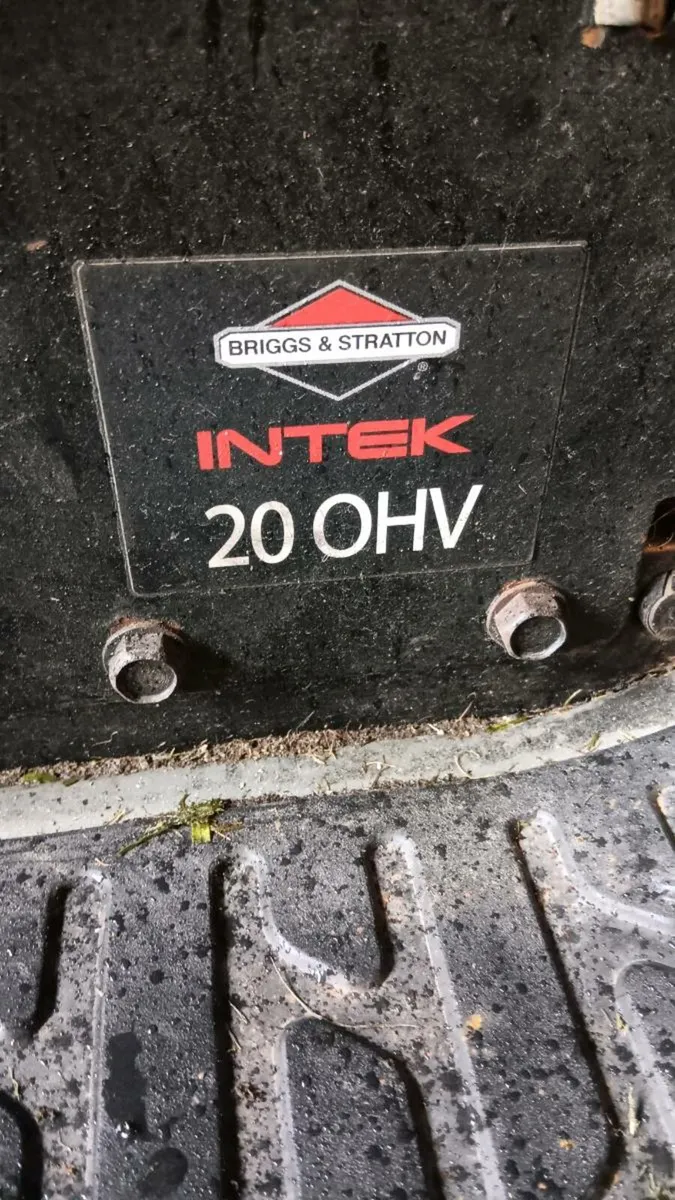 BRIGGS & STRATTON
®
INTEK
20 OHV